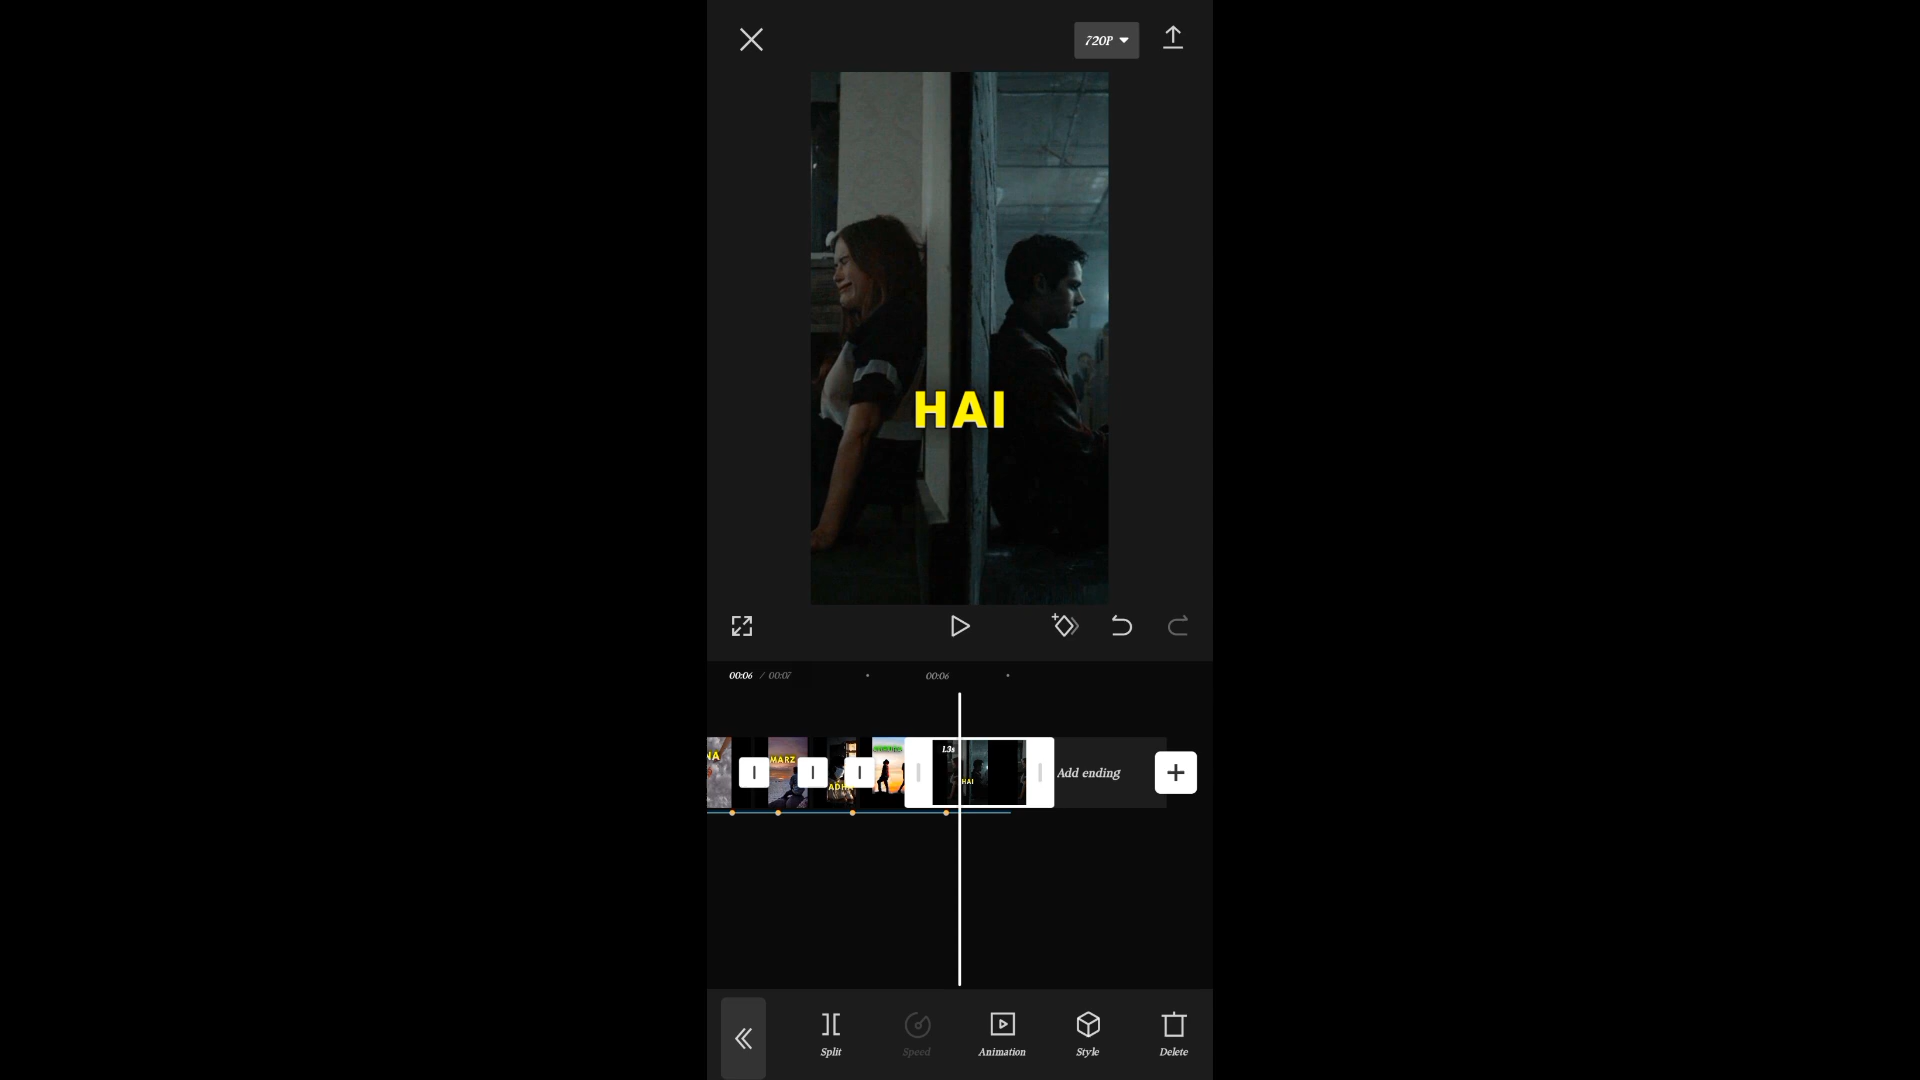 720P
HAI
00:06 / 00:07
00:06
NA
MARZ
1.3s
HAI
Add ending
Split
Speed
Animation
Style
Delete